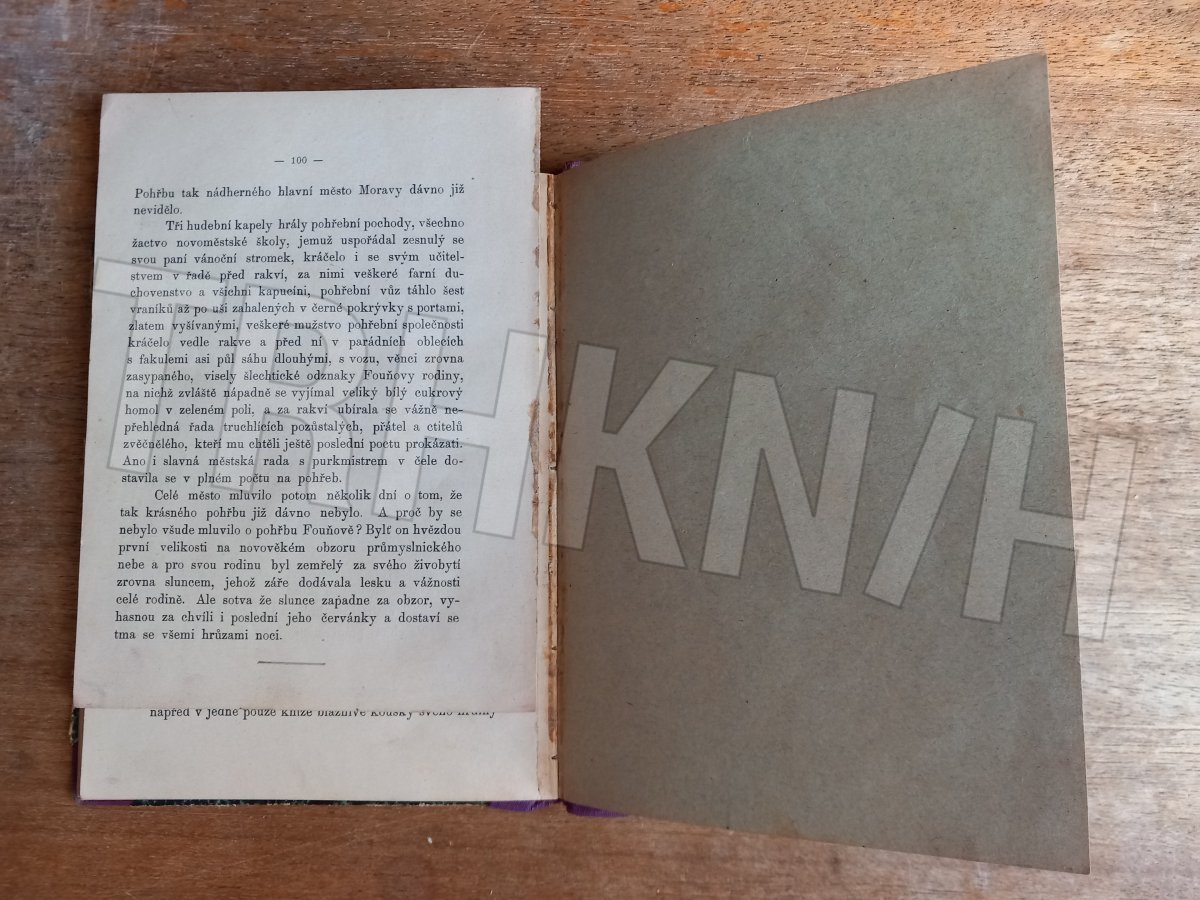 — 100 —
Pohřbu tak nádherného hlavní město Moravy dávno již
nevidělo.
Tři hudební kapely hrály pohřební pochody, všechno
žactvo novoměstské školy, jemuž uspořádal zesnulý se
svou paní vánoční stromek, kráčelo i se svým učitel-
stvem v řadě před rakví, za nimi veškeré farní du-
chovenstvo a všichni kapucíni, pohřební vůz táhlo šest
vraníků až po uši zahalených v černé pokrývky s portami,
zlatem vyšívanými, veškeré mužstvo pohřební společnosti
kráčelo vedle rakve a před ní v parádních oblecích
s fakulemi asi půl sáhu dlouhými, s vozu, věnci zrovna
zasypaného, visely šlechtické odznaky Fouňovy rodiny,
na nichž zvláště nápadně se vyjímal veliký bílý cukrový
homol v zeleném poli, a za rakví ubírala se vážně ne-
přehledná řada truchlících pozůstalých, přátel a ctitelů
zvěčnělého, kteří mu chtěli ještě poslední poctu prokázati.
Ano i slavná městská rada s purkmistrem v čele do-
stavila se v plném počtu na pohřeb.
Celé město mluvilo potom několik dní o tom, že
tak krásného pohřbu již dávno nebylo. A proč by se
nebylo všude mluvilo o pohřbu Fouňově? Bylť on hvězdou
první velikosti na novověkém obzoru průmyslnického
nebe a pro svou rodinu byl zemřelý za svého živobytí
zrovna sluncem, jehož záře dodávala lesku a vážnosti
celé rodině. Ale sotva že slunce zapadne za obzor, vy-
hasnou za chvíli i poslední jeho červánky a dostaví se
tma se všemi hrůzami noci.
napřed v jedné pouze knize bláznivé kousky svého hrdiny
TRHKNIH